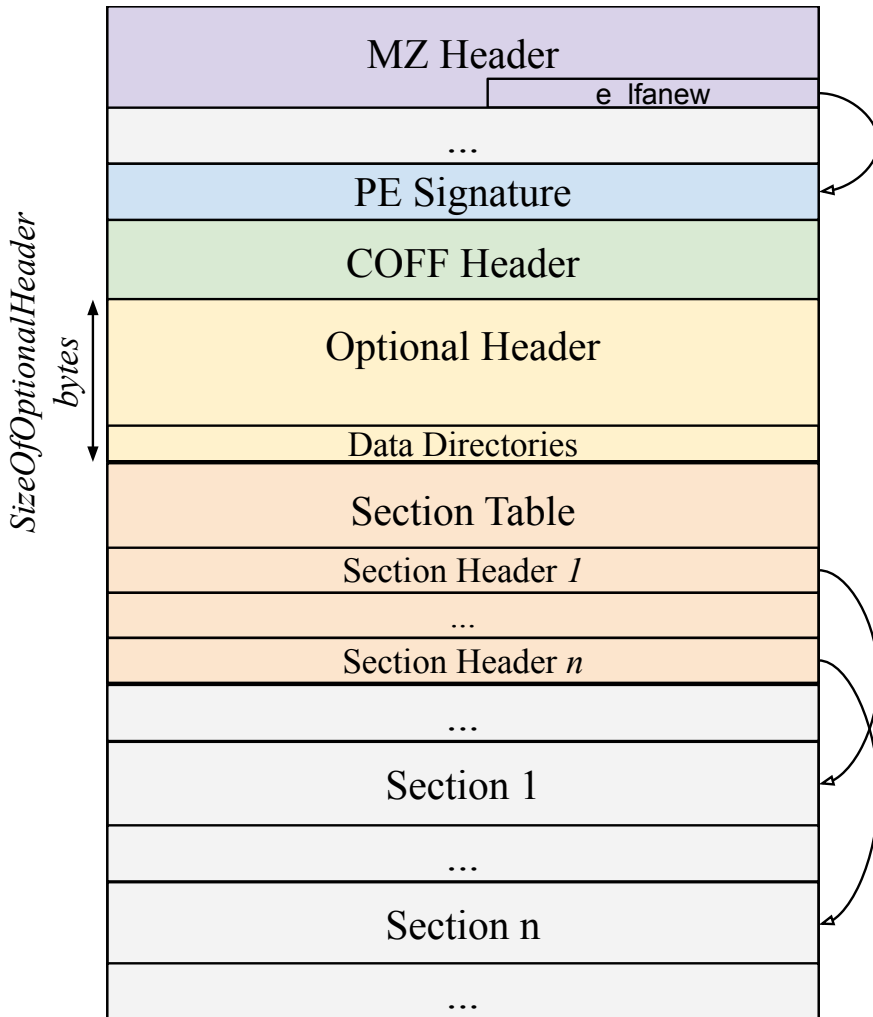 MZ Header
e_lfanew
...
PE Signature
COFF Header
SizeOfOptionalHeader
bytes
Optional Header
Data Directories
Section Table
Section Header 1
...
Section Header n
...
Section 1
...
Section n
...